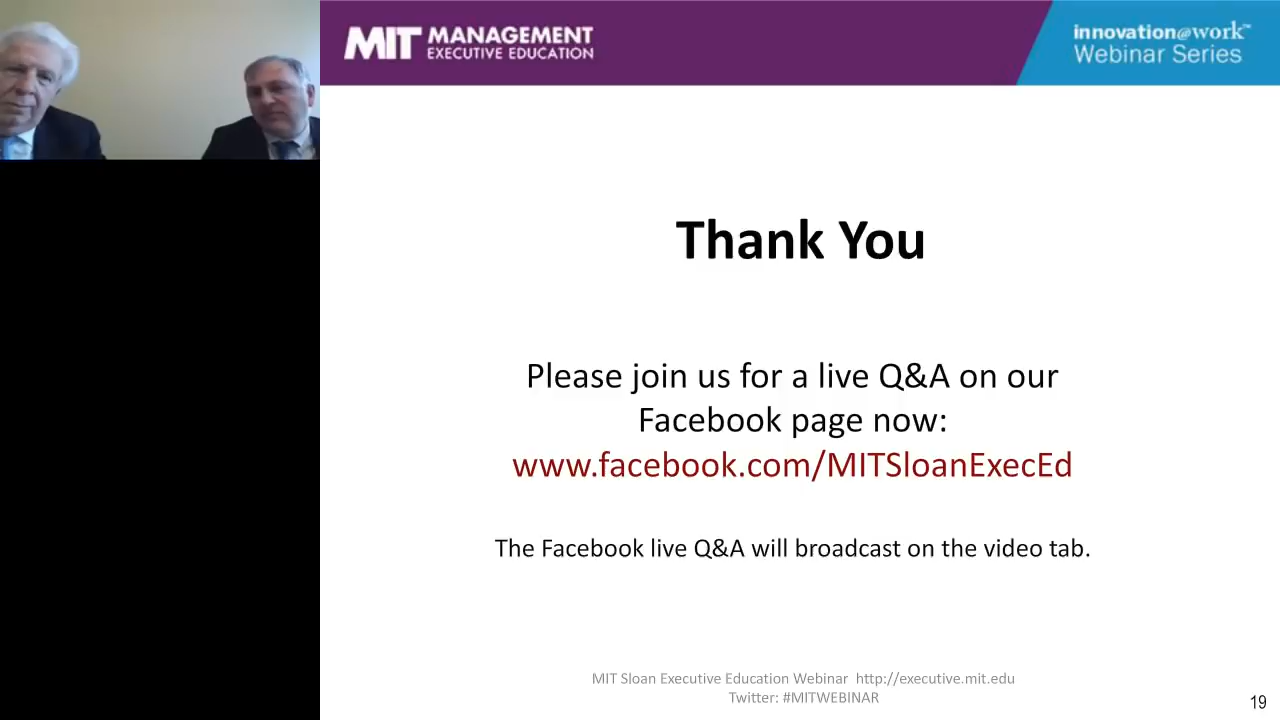 MIT MANAGEMENT
EXECUTIVE EDUCATION
innovation@work™
Webinar Series
Thank You
Please join us for a live Q&A on our
Facebook page now:
www.facebook.com/MITSloanExecEd
The Facebook live Q&A will broadcast on the video tab.
MIT Sloan Executive Education Webinar http://executive.mit.edu
Twitter: #MITWEBINAR
19